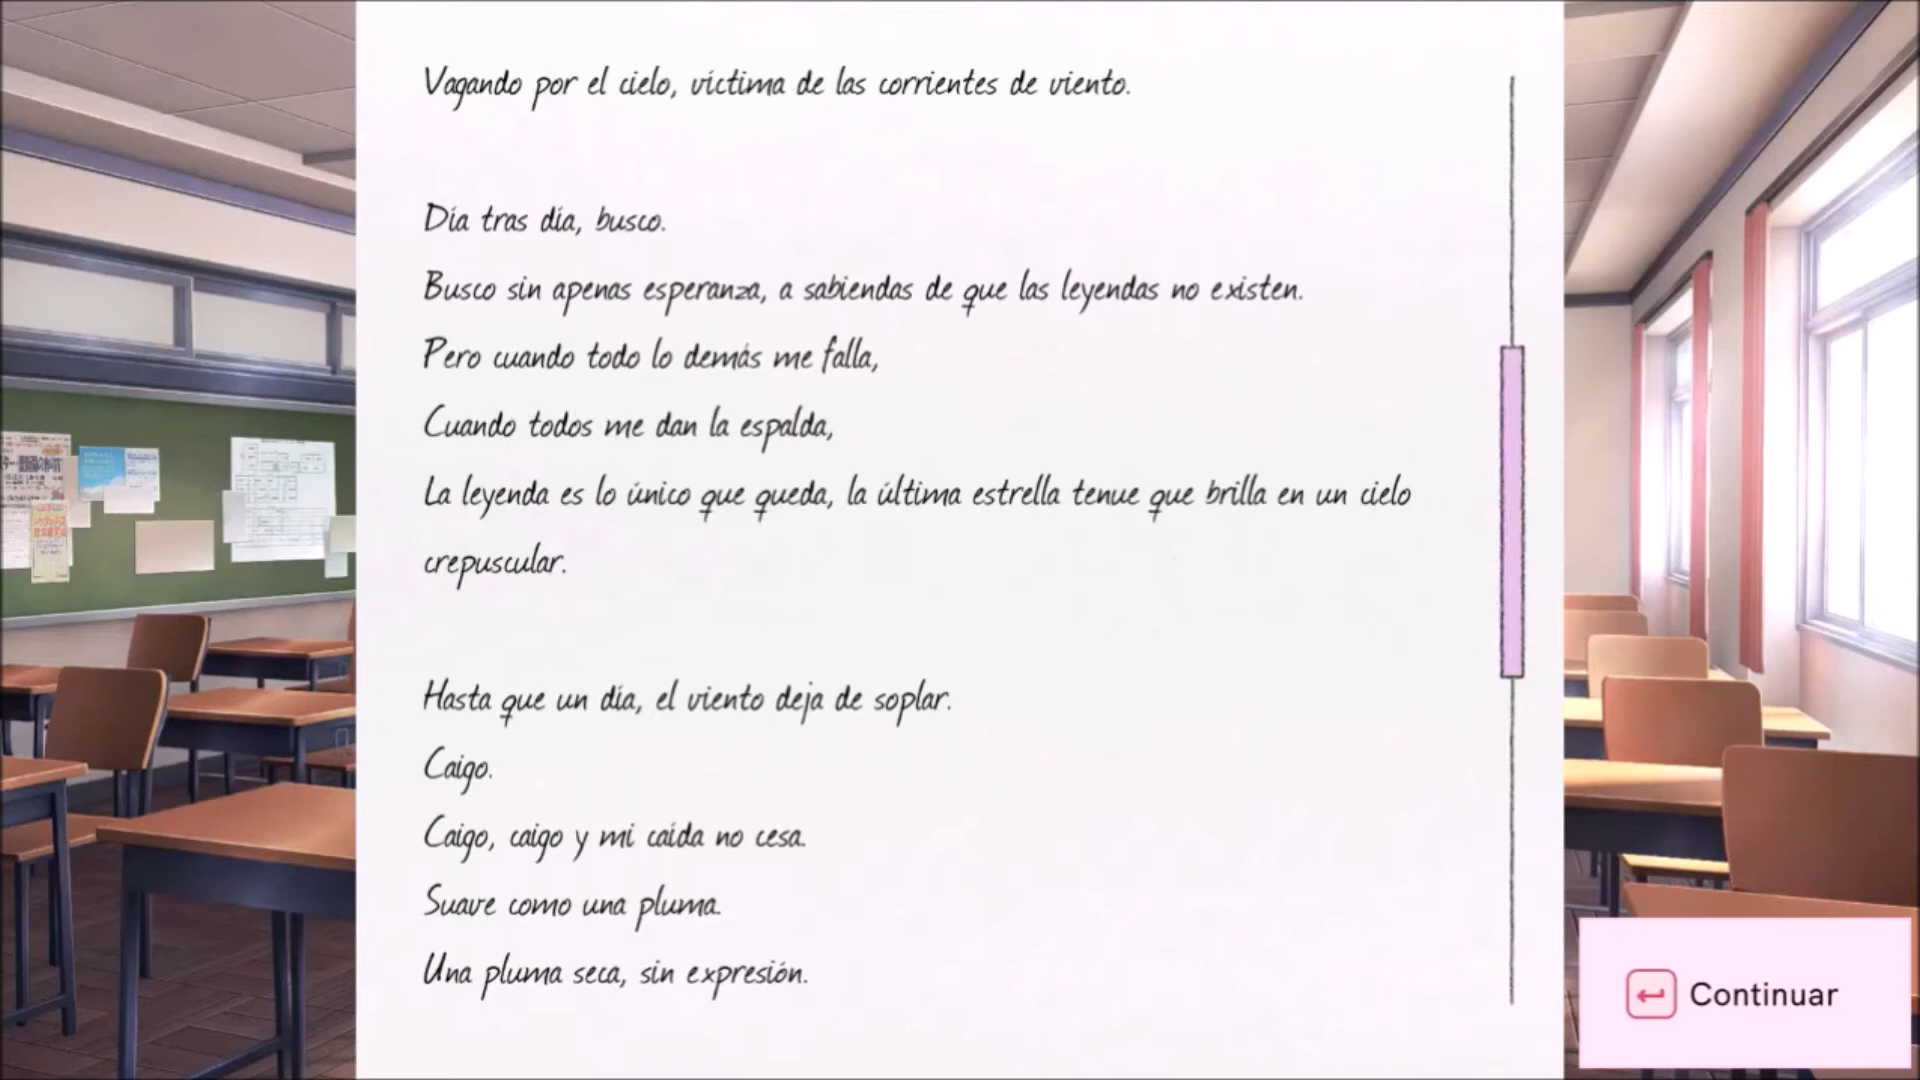 Vagando por el cielo, víctima de las corrientes de viento.
Día tras día, busco.
Busco sin apenas esperanza, a sabiendas de que las leyendas no existen.
Pero cuando todo lo demás me falla,
Cuando todos me dan la espalda,
La leyenda es lo único que queda, la última estrella tenue que brilla en un cielo
crepuscular.
Hasta que un día, el viento deja de soplar.
Caigo.
Caigo, caigo y mi caída no cesa.
Suave como una pluma.
Una pluma seca, sin expresión.
Continuar